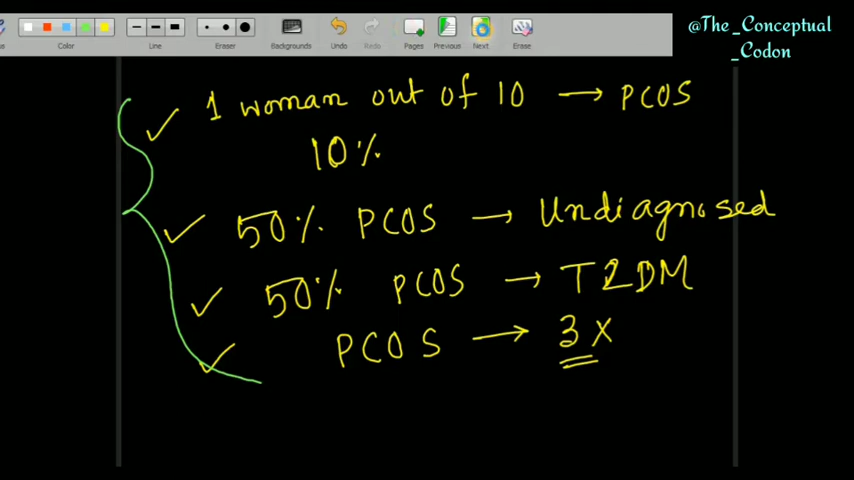 Color
Line
Eraser
Backgrounds
Undo
Redo
Pages
Previous
Next
Erase
@The_Conceptual
_Codon
1 woman out of 10 → PCOS
10%
50% PCOS → Undiagnosed
50% PCOS → T2DM
PCOS → 3X